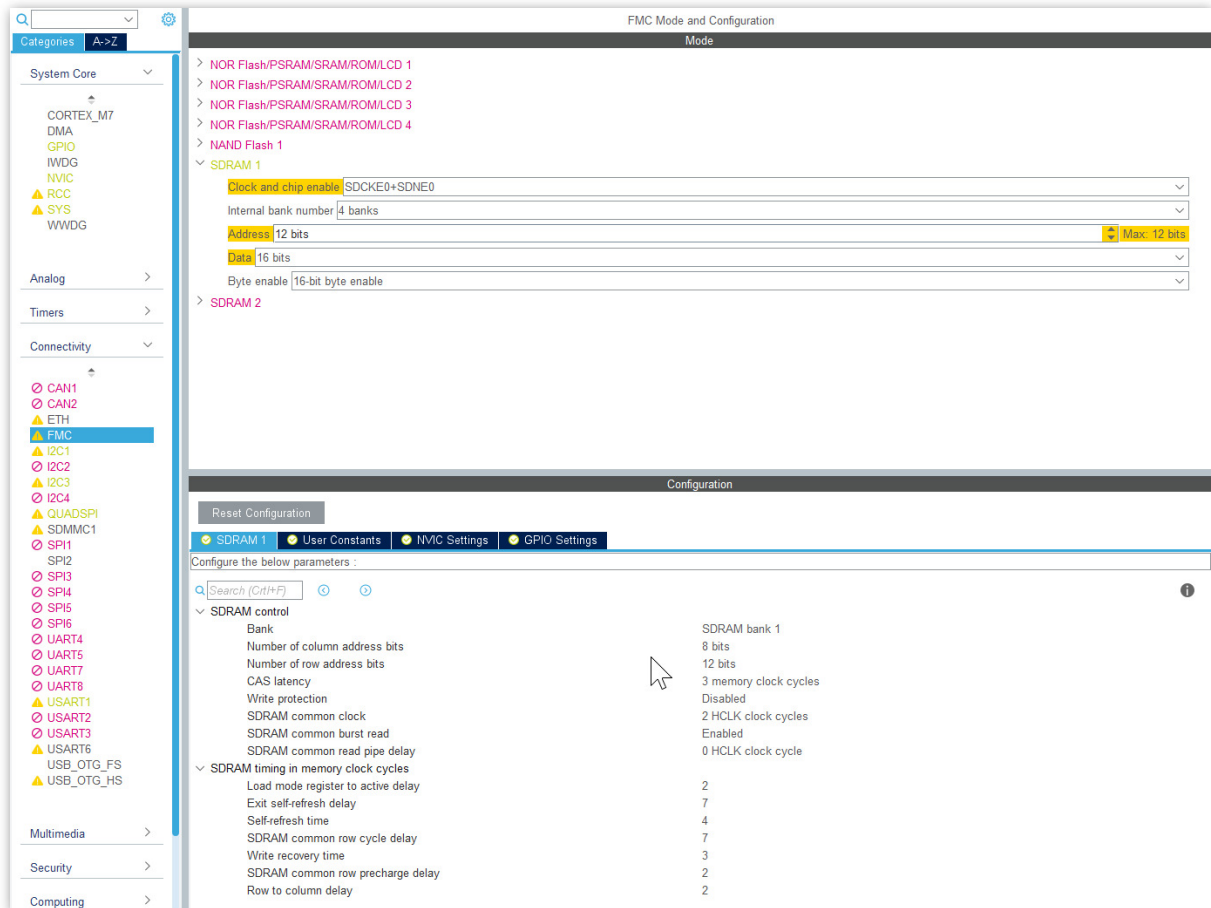 Categories A->Z
System Core
CORTEX_M7
DMA
GPIO
IWDG
NVIC
RCC
SYS
WWDG
Analog
Timers
Connectivity
CAN1
CAN2
ETH
FMC
I2C1
I2C2
I2C3
I2C4
QUADSPI
SDMMC1
SPI1
SPI2
SPI3
SPI4
SPI5
SPI6
UART4
UART5
UART7
UART8
USART1
USART2
USART3
USART6
USB_OTG_FS
USB_OTG_HS
Multimedia
Security
Computing
FMC Mode and Configuration
Mode
NOR Flash/PSRAM/SRAM/ROM/LCD 1
NOR Flash/PSRAM/SRAM/ROM/LCD 2
NOR Flash/PSRAM/SRAM/ROM/LCD 3
NOR Flash/PSRAM/SRAM/ROM/LCD 4
NAND Flash 1
SDRAM 1
Clock and chip enable SDCKE0+SDNE0
Internal bank number 4 banks
Address 12 bits Max: 12 bits
Data 16 bits
Byte enable 16-bit byte enable
SDRAM 2
Configuration
Reset Configuration
SDRAM 1 User Constants NVIC Settings GPIO Settings
Configure the below parameters :
Search (Crtl+F)
SDRAM control
Bank SDRAM bank 1
Number of column address bits 8 bits
Number of row address bits 12 bits
CAS latency 3 memory clock cycles
Write protection Disabled
SDRAM common clock 2 HCLK clock cycles
SDRAM common burst read Enabled
SDRAM common read pipe delay 0 HCLK clock cycle
SDRAM timing in memory clock cycles
Load mode register to active delay 2
Exit self-refresh delay 7
Self-refresh time 4
SDRAM common row cycle delay 7
Write recovery time 3
SDRAM common row precharge delay 2
Row to column delay 2